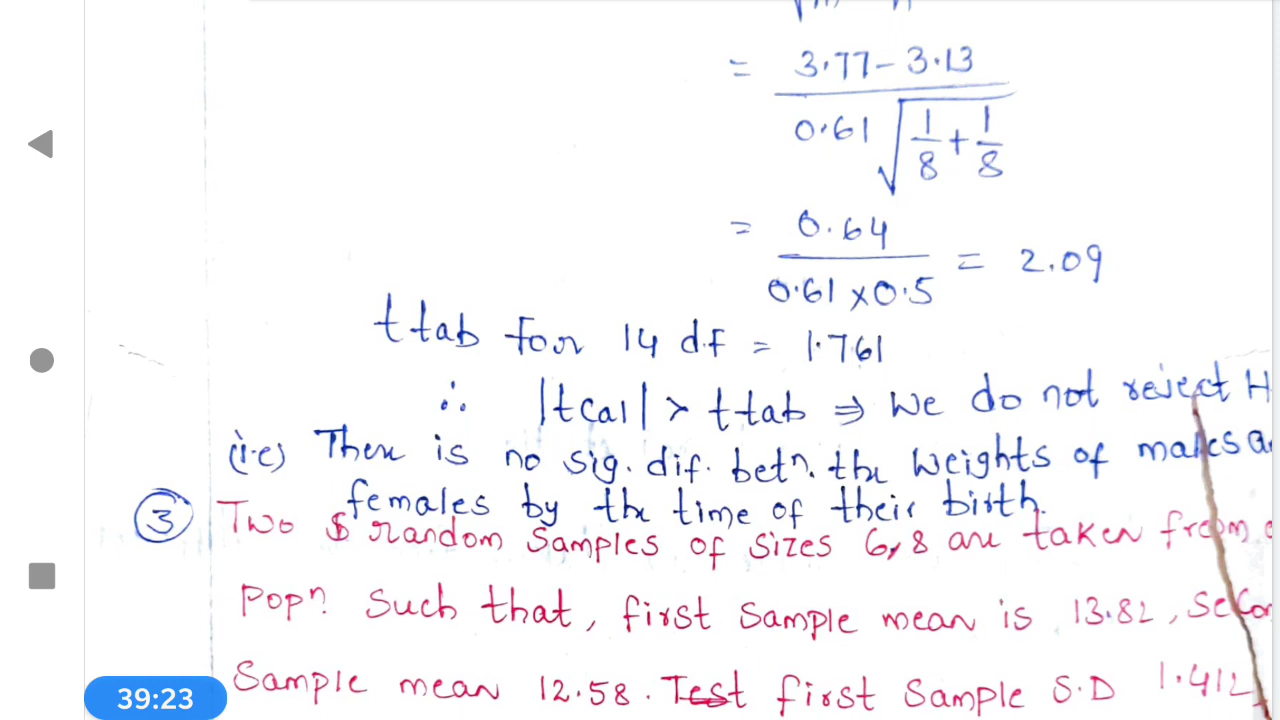 = 3.77 - 3.13 / 0.61 √(1/8 + 1/8)
= 0.64 / 0.61 x 0.5 = 2.09
t tab for 14 d.f = 1.761
∴ |t cal| > t tab ⇒ We do not reject H
(i.e) There is no sig. dif. betn. the Weights of males a
females by the time of their birth.
③ Two $ random Samples of Sizes 6, 8 are taken from
Popn Such that, first Sample mean is 13.82, Secon
Sample mean 12.58. Test first Sample S.D 1.412,
39:23